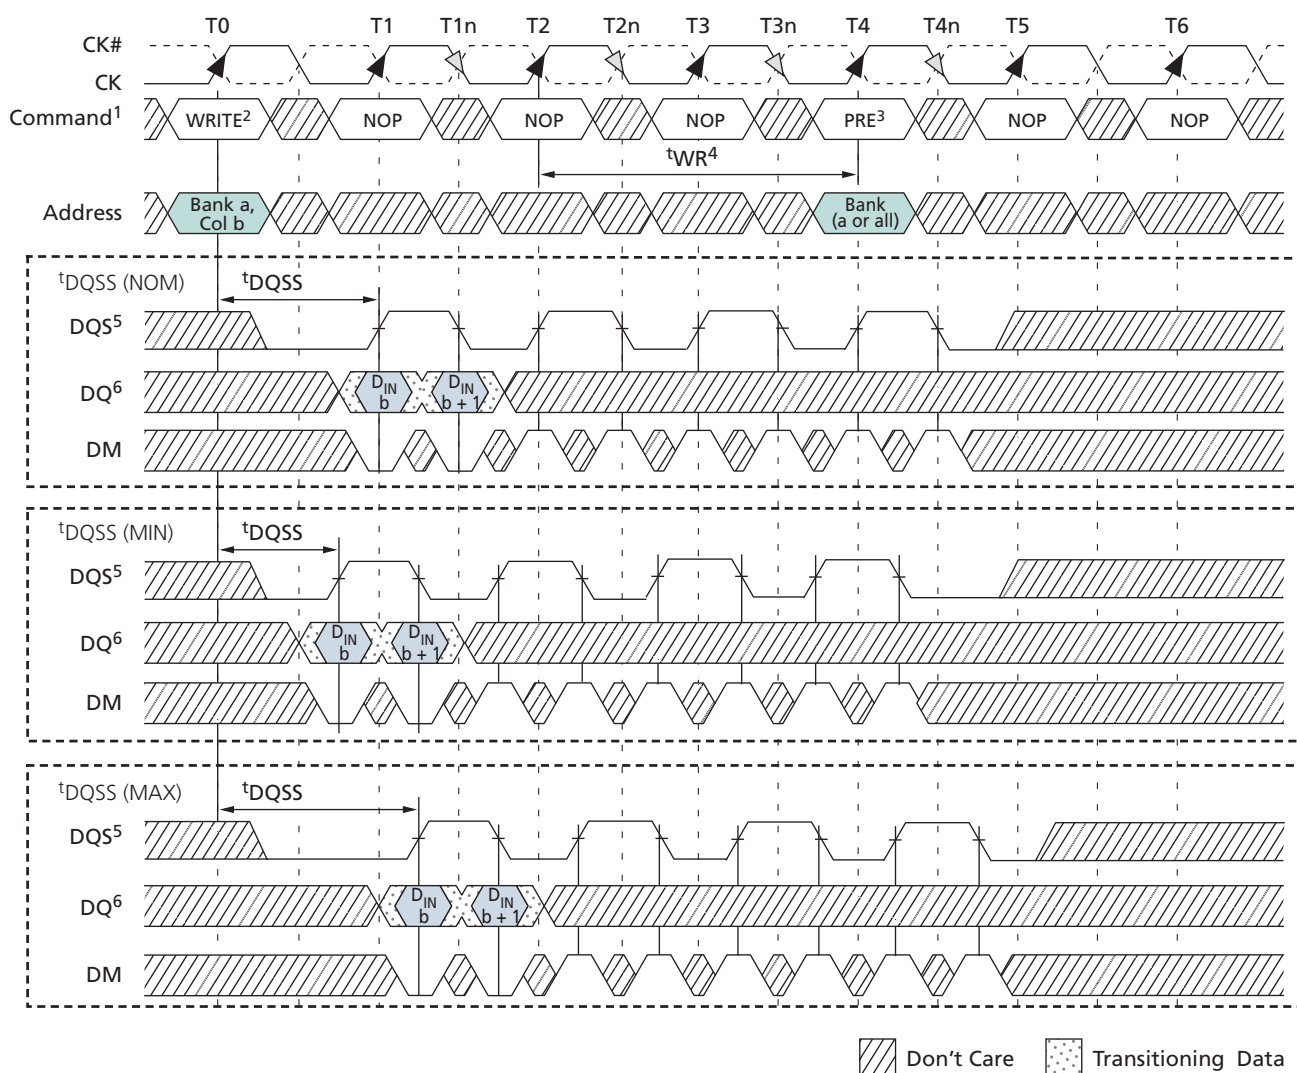 T0 T1 T1n T2 T2n T3 T3n T4 T4n T5 T6
CK#
CK
Command1 WRITE2 NOP NOP NOP PRE3 NOP NOP
tWR4
Address Bank a, Col b Bank (a or all)
tDQSS (NOM) tDQSS
DQS5
DQ6 DIN b DIN b + 1
DM
tDQSS (MIN) tDQSS
DQS5
DQ6 DIN b DIN b + 1
DM
tDQSS (MAX) tDQSS
DQS5
DQ6 DIN b DIN b + 1
DM
Don't Care Transitioning Data